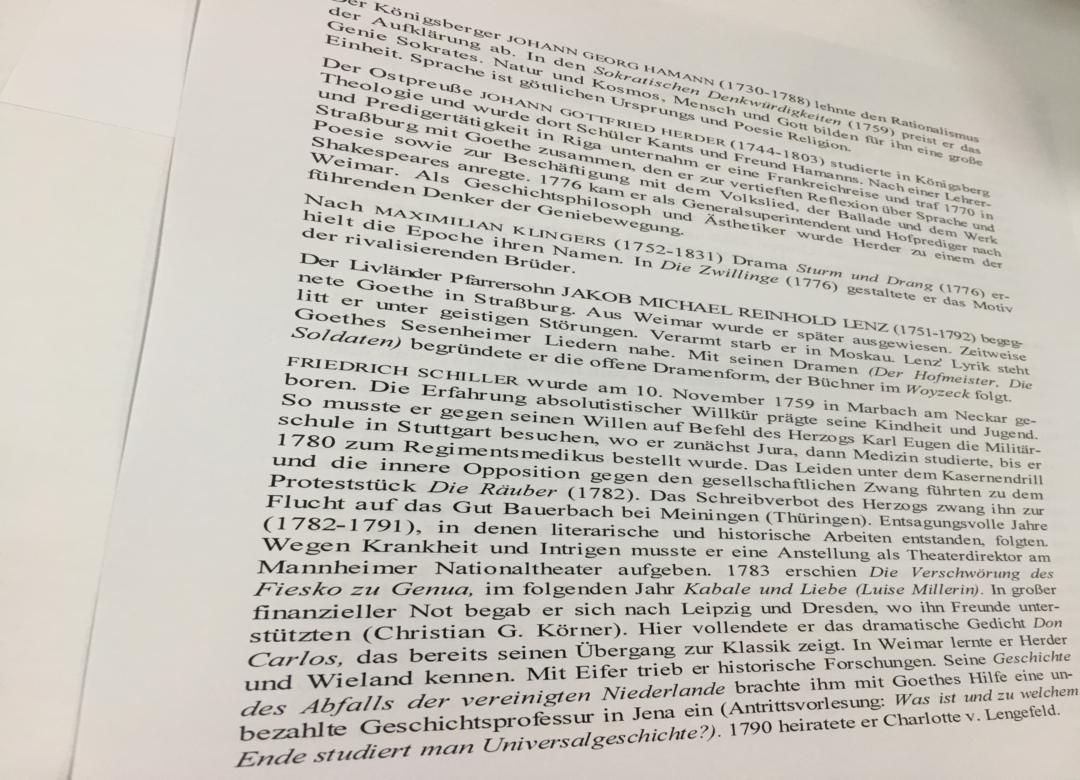 Der Königsberger JOHANN GEORG HAMANN (1730-1788) lehnte den Rationalismus
der Aufklärung ab. In den Sokratischen Denkwürdigkeiten (1759) preist er das
Genie Sokrates. Natur und Kosmos, Mensch und Gott bilden für ihn eine große
Einheit. Sprache ist göttlichen Ursprungs und Poesie Religion.
Der Ostpreuße JOHANN GOTTFRIED HERDER (1744-1803) studierte in Königsberg
Theologie und wurde dort Schüler Kants und Freund Hamanns. Nach einer Lehrer-
und Predigertätigkeit in Riga unternahm er eine Frankreichreise und traf 1770 in
Straßburg mit Goethe zusammen, den er zur vertieften Reflexion über Sprache und
Poesie sowie zur Beschäftigung mit dem Volkslied, der Ballade und dem Werk
Shakespeares anregte. 1776 kam er als Generalsuperintendent und Hofprediger nach
Weimar. Als Geschichtsphilosoph und Ästhetiker wurde Herder zu einem der
führenden Denker der Geniebewegung.
Nach MAXIMILIAN KLINGERS (1752-1831) Drama Sturm und Drang (1776) er-
hielt die Epoche ihren Namen. In Die Zwillinge (1776) gestaltete er das Motiv
der rivalisierenden Brüder.
Der Livländer Pfarrersohn JAKOB MICHAEL REINHOLD LENZ (1751-1792) begeg-
nete Goethe in Straßburg. Aus Weimar wurde er später ausgewiesen. Zeitweise
litt er unter geistigen Störungen. Verarmt starb er in Moskau. Lenz' Lyrik steht
Goethes Sesenheimer Liedern nahe. Mit seinen Dramen (Der Hofmeister, Die
Soldaten) begründete er die offene Dramenform, der Büchner im Woyzeck folgt.
FRIEDRICH SCHILLER wurde am 10. November 1759 in Marbach am Neckar ge-
boren. Die Erfahrung absolutistischer Willkür prägte seine Kindheit und Jugend.
So musste er gegen seinen Willen auf Befehl des Herzogs Karl Eugen die Militär-
schule in Stuttgart besuchen, wo er zunächst Jura, dann Medizin studierte, bis er
1780 zum Regimentsmedikus bestellt wurde. Das Leiden unter dem Kasernendrill
und die innere Opposition gegen den gesellschaftlichen Zwang führten zu dem
Proteststück Die Räuber (1782). Das Schreibverbot des Herzogs zwang ihn zur
Flucht auf das Gut Bauerbach bei Meiningen (Thüringen). Entsagungsvolle Jahre
(1782-1791), in denen literarische und historische Arbeiten entstanden, folgten.
Wegen Krankheit und Intrigen musste er eine Anstellung als Theaterdirektor am
Mannheimer Nationaltheater aufgeben. 1783 erschien Die Verschwörung des
Fiesko zu Genua, im folgenden Jahr Kabale und Liebe (Luise Millerin). In großer
finanzieller Not begab er sich nach Leipzig und Dresden, wo ihn Freunde unter-
stützten (Christian G. Körner). Hier vollendete er das dramatische Gedicht Don
Carlos, das bereits seinen Übergang zur Klassik zeigt. In Weimar lernte er Herder
und Wieland kennen. Mit Eifer trieb er historische Forschungen. Seine Geschichte
des Abfalls der vereinigten Niederlande brachte ihm mit Goethes Hilfe eine un-
bezahlte Geschichtsprofessur in Jena ein (Antrittsvorlesung: Was ist und zu welchem
Ende studiert man Universalgeschichte?). 1790 heiratete er Charlotte v. Lengefeld.